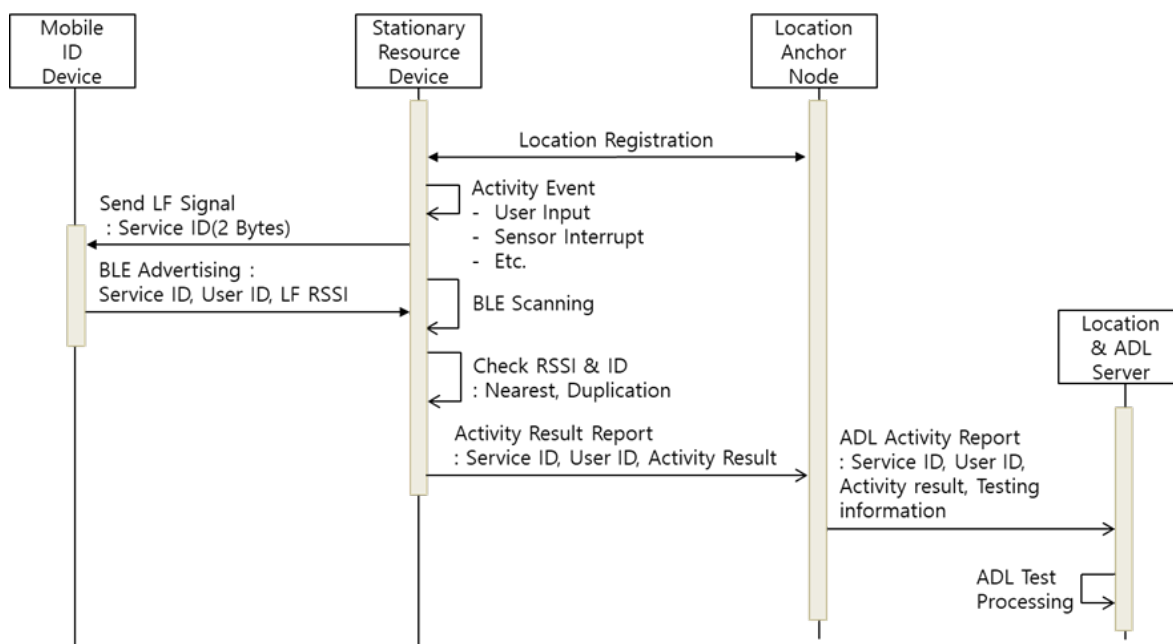 Mobile
ID
Device
Stationary
Resource
Device
Location
Anchor
Node
Location Registration
Activity Event
- User Input
- Sensor Interrupt
- Etc.
Send LF Signal
: Service ID(2 Bytes)
BLE Advertising :
Service ID, User ID, LF RSSI
BLE Scanning
Location
& ADL
Server
Check RSSI & ID
: Nearest, Duplication
Activity Result Report
: Service ID, User ID, Activity Result
ADL Activity Report
: Service ID, User ID,
Activity result, Testing
information
ADL Test
Processing